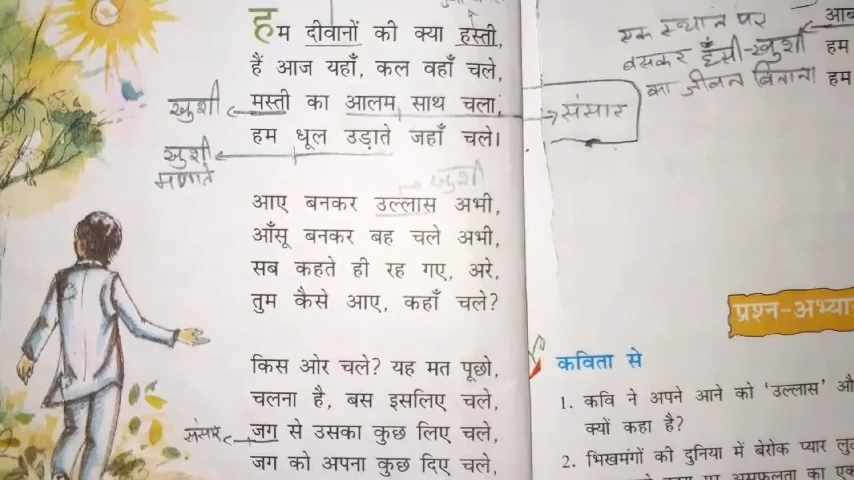 हम दीवानों की क्या हस्ती,
हैं आज यहाँ, कल वहाँ चले,
खुशी
मस्ती का आलम साथ चला,
संसार
हम धूल उड़ाते जहाँ चले।
खुशी
मणाते
खुशी
आए बनकर उल्लास अभी,
आँसू बनकर बह चले अभी,
सब कहते ही रह गए, अरे,
तुम कैसे आए, कहाँ चले?
किस ओर चले? यह मत पूछो,
चलना है, बस इसलिए चले,
संसार
जग से उसका कुछ लिए चले,
जग को अपना कुछ दिए चले,
एक स्थान पर
बसकर हँसी-खुशी
का जीवन बिताना
हम
हम
प्रश्न-अभ्या
कविता से
1. कवि ने अपने आने को 'उल्लास'
क्यों कहा है?
2. भिखमंगों की दुनिया में बेरोक प्यार